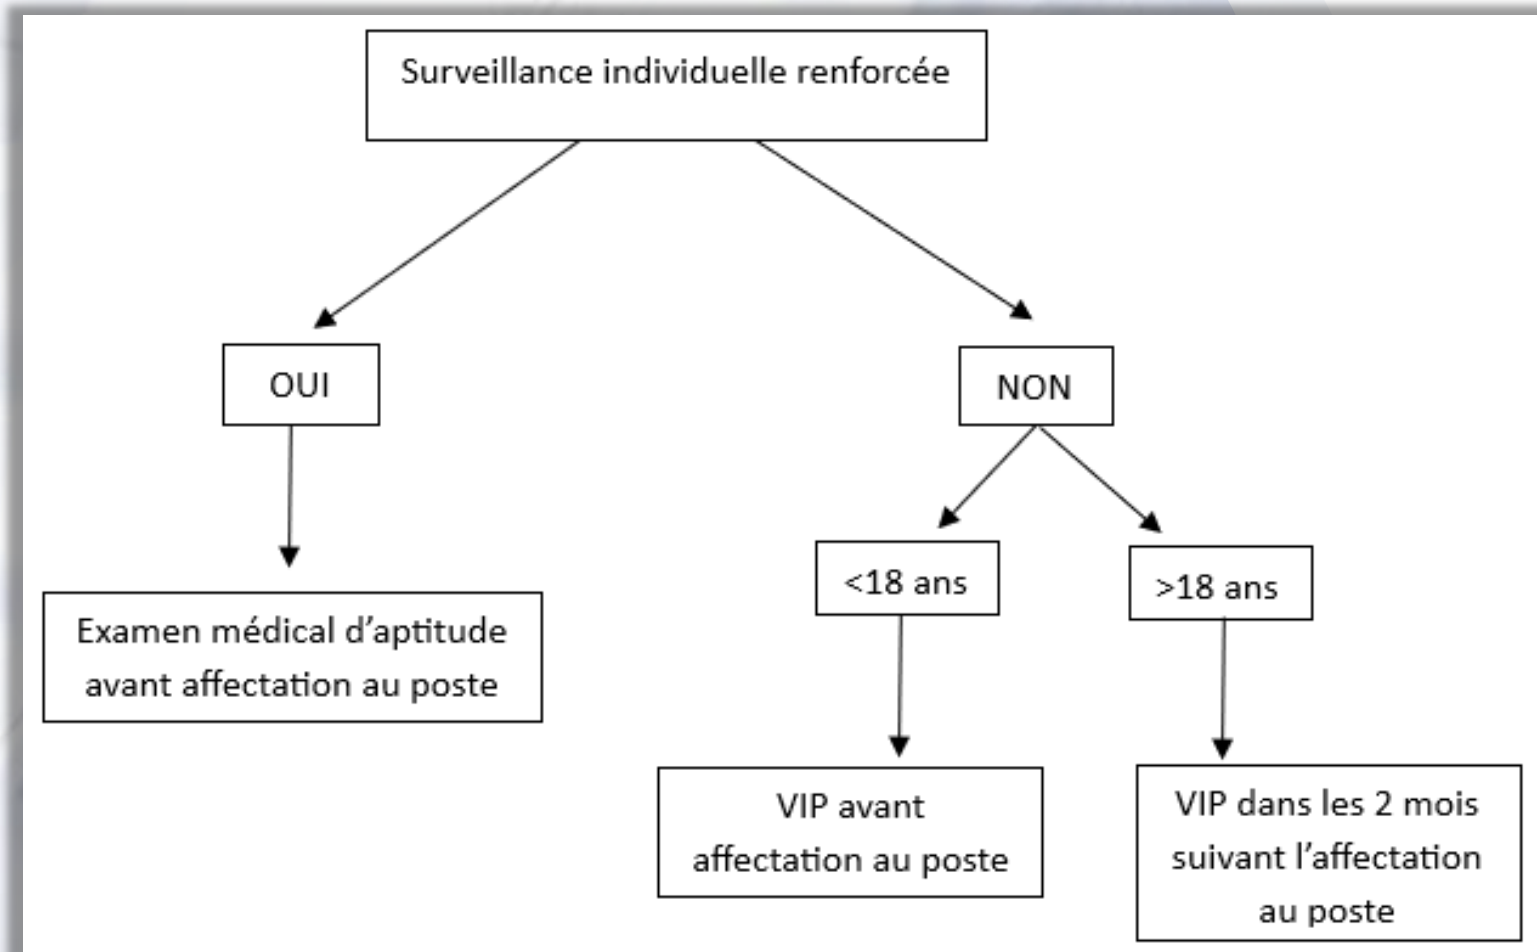 Surveillance individuelle renforcée
OUI
NON
<18 ans
>18 ans
Examen médical d’aptitude
avant affectation au poste
VIP avant
affectation au poste
VIP dans les 2 mois
suivant l’affectation
au poste